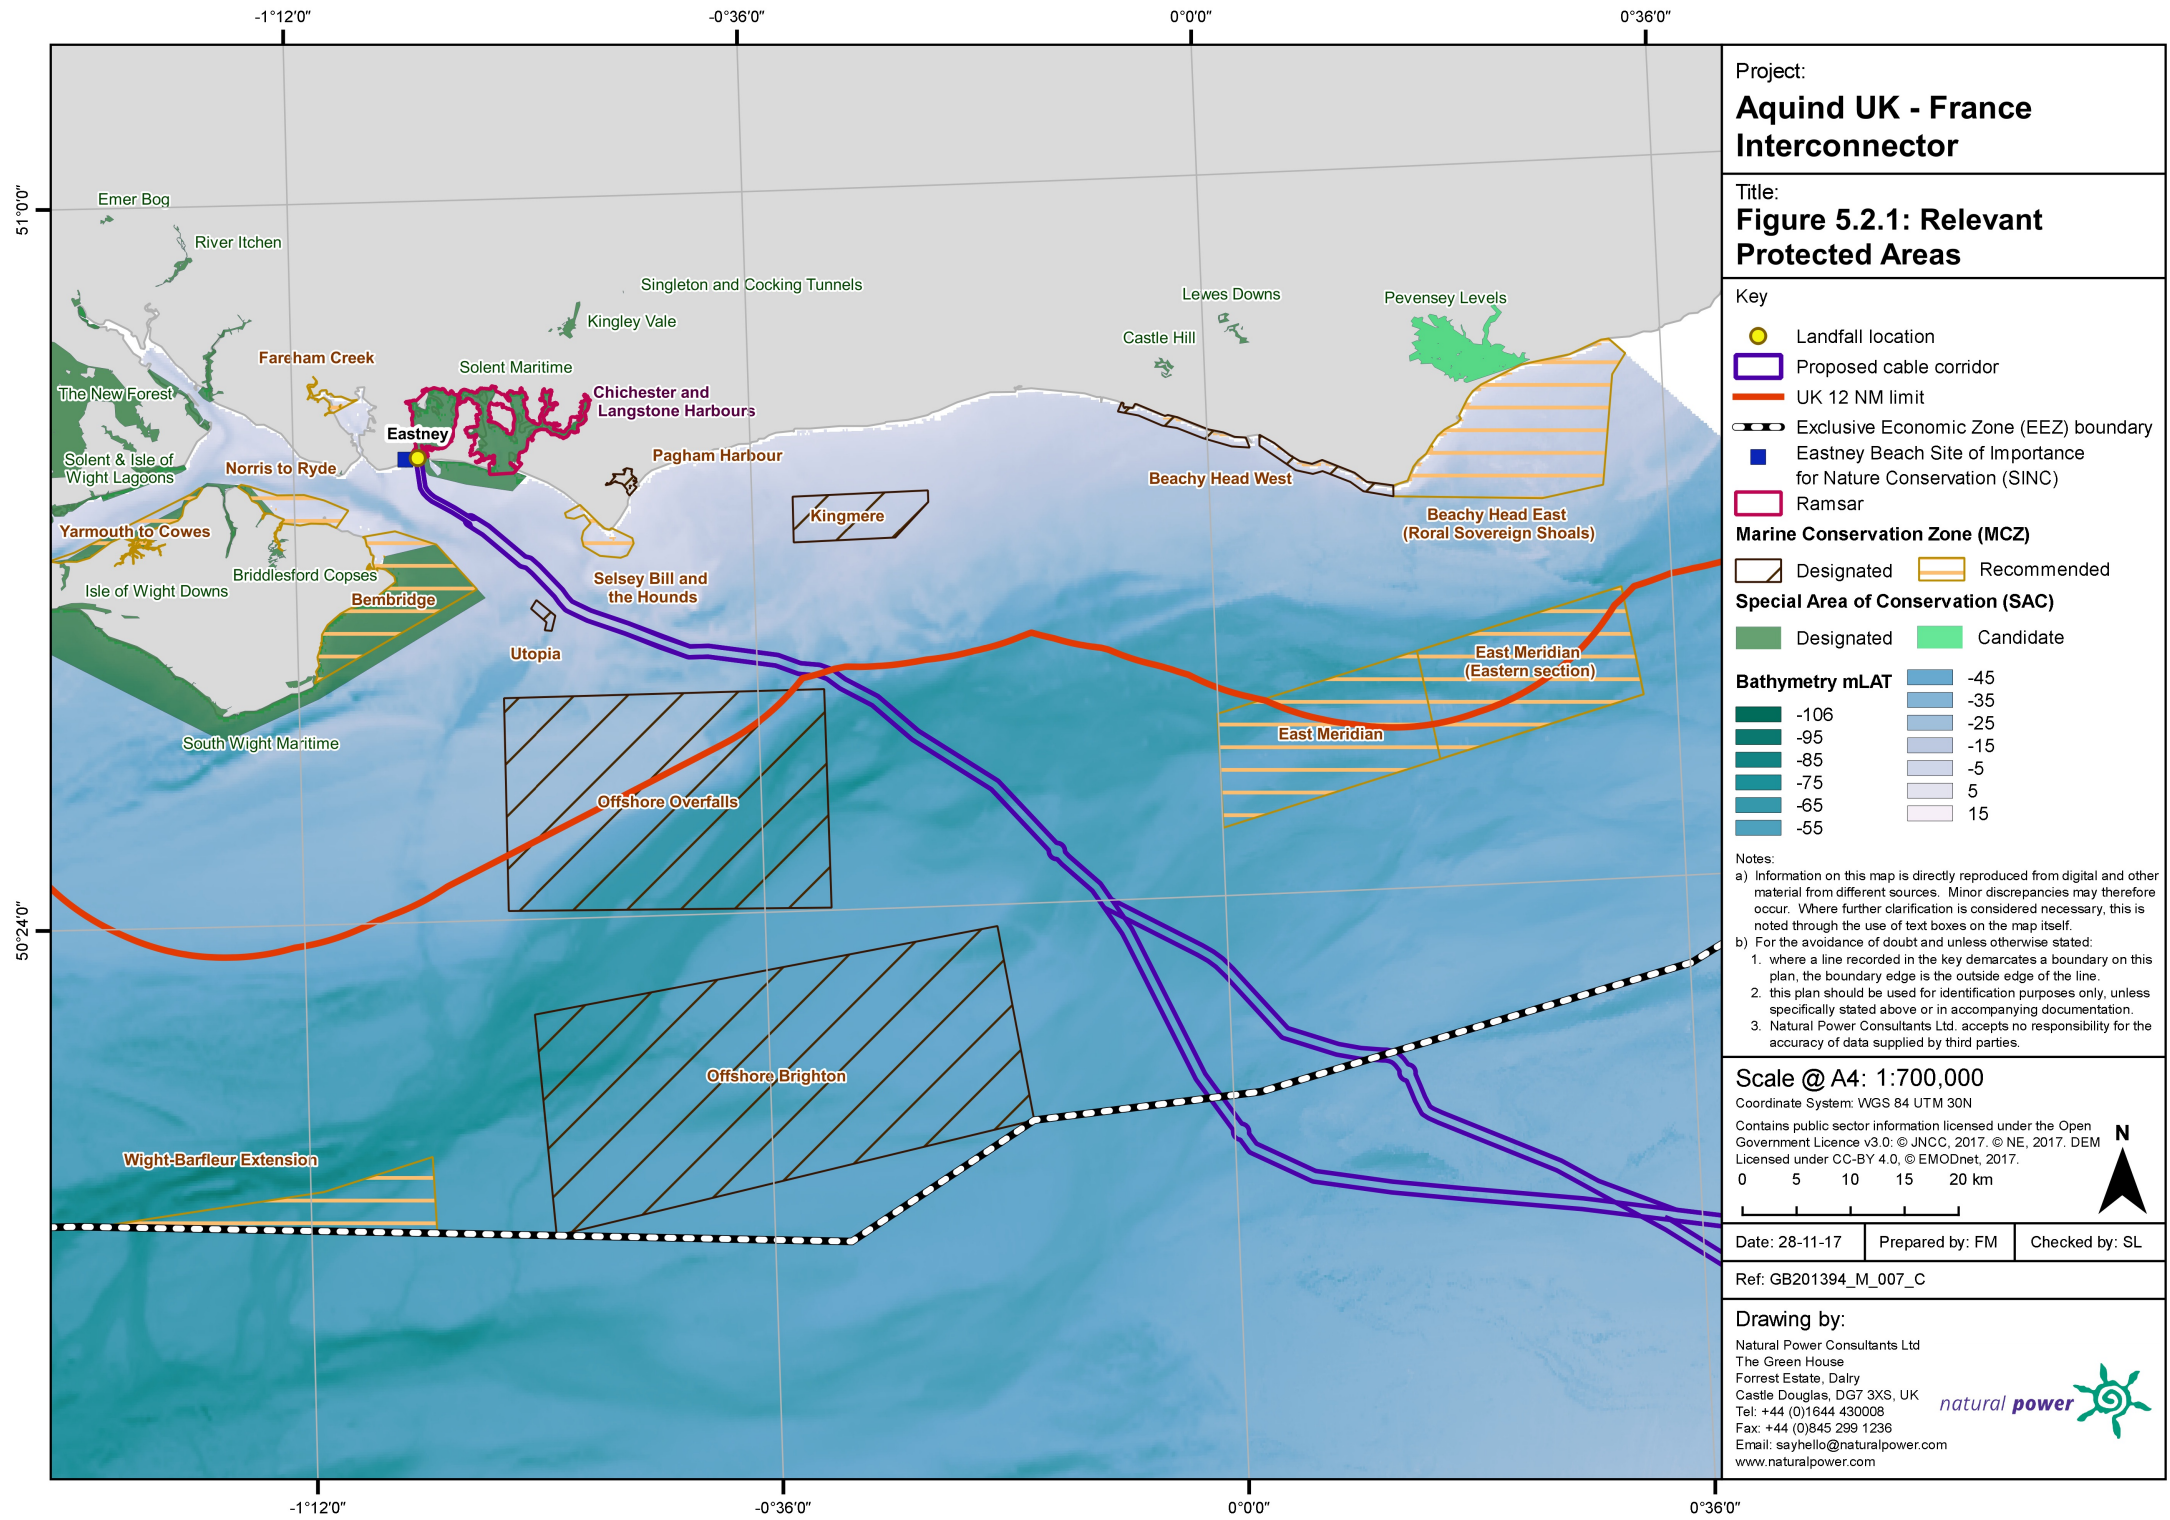 -1°12'0"
-0°36'0"
0°0'0"
0°36'0"
51°0'0"
50°24'0"
Emer Bog
River Itchen
Singleton and Cocking Tunnels
Kingley Vale
Lewes Downs
Pevensey Levels
Castle Hill
Fareham Creek
Solent Maritime
The New Forest
Chichester and
Langstone Harbours
Eastney
Solent & Isle of
Wight Lagoons
Norris to Ryde
Pagham Harbour
Beachy Head West
Kingmere
Beachy Head East
(Roral Sovereign Shoals)
Yarmouth to Cowes
Briddlesford Copses
Isle of Wight Downs
Bembridge
Selsey Bill and
the Hounds
Utopia
East Meridian
(Eastern section)
East Meridian
South Wight Maritime
Offshore Overfalls
Offshore Brighton
Wight-Barfleur Extension
-1°12'0"
-0°36'0"
0°0'0"
0°36'0"
Project:
Aquind UK - France
Interconnector
Title:
Figure 5.2.1: Relevant
Protected Areas
Key
Landfall location
Proposed cable corridor
UK 12 NM limit
Exclusive Economic Zone (EEZ) boundary
Eastney Beach Site of Importance
for Nature Conservation (SINC)
Ramsar
Marine Conservation Zone (MCZ)
Designated
Recommended
Special Area of Conservation (SAC)
Designated
Candidate
Bathymetry mLAT
-106
-95
-85
-75
-65
-55
-45
-35
-25
-15
-5
5
15
Notes:
a) Information on this map is directly reproduced from digital and other
material from different sources. Minor discrepancies may therefore
occur. Where further clarification is considered necessary, this is
noted through the use of text boxes on the map itself.
b) For the avoidance of doubt and unless otherwise stated:
1. where a line recorded in the key demarcates a boundary on this
plan, the boundary edge is the outside edge of the line.
2. this plan should be used for identification purposes only, unless
specifically stated above or in accompanying documentation.
3. Natural Power Consultants Ltd. accepts no responsibility for the
accuracy of data supplied by third parties.
Scale @ A4: 1:700,000
Coordinate System: WGS 84 UTM 30N
Contains public sector information licensed under the Open
Government Licence v3.0: © JNCC, 2017. © NE, 2017. DEM
Licensed under CC-BY 4.0, © EMODnet, 2017.
N
0 5 10 15 20 km
Date: 28-11-17
Prepared by: FM
Checked by: SL
Ref: GB201394_M_007_C
Drawing by:
Natural Power Consultants Ltd
The Green House
Forrest Estate, Dalry
Castle Douglas, DG7 3XS, UK
Tel: +44 (0)1644 430008
Fax: +44 (0)845 299 1236
Email: sayhello@naturalpower.com
www.naturalpower.com
natural power